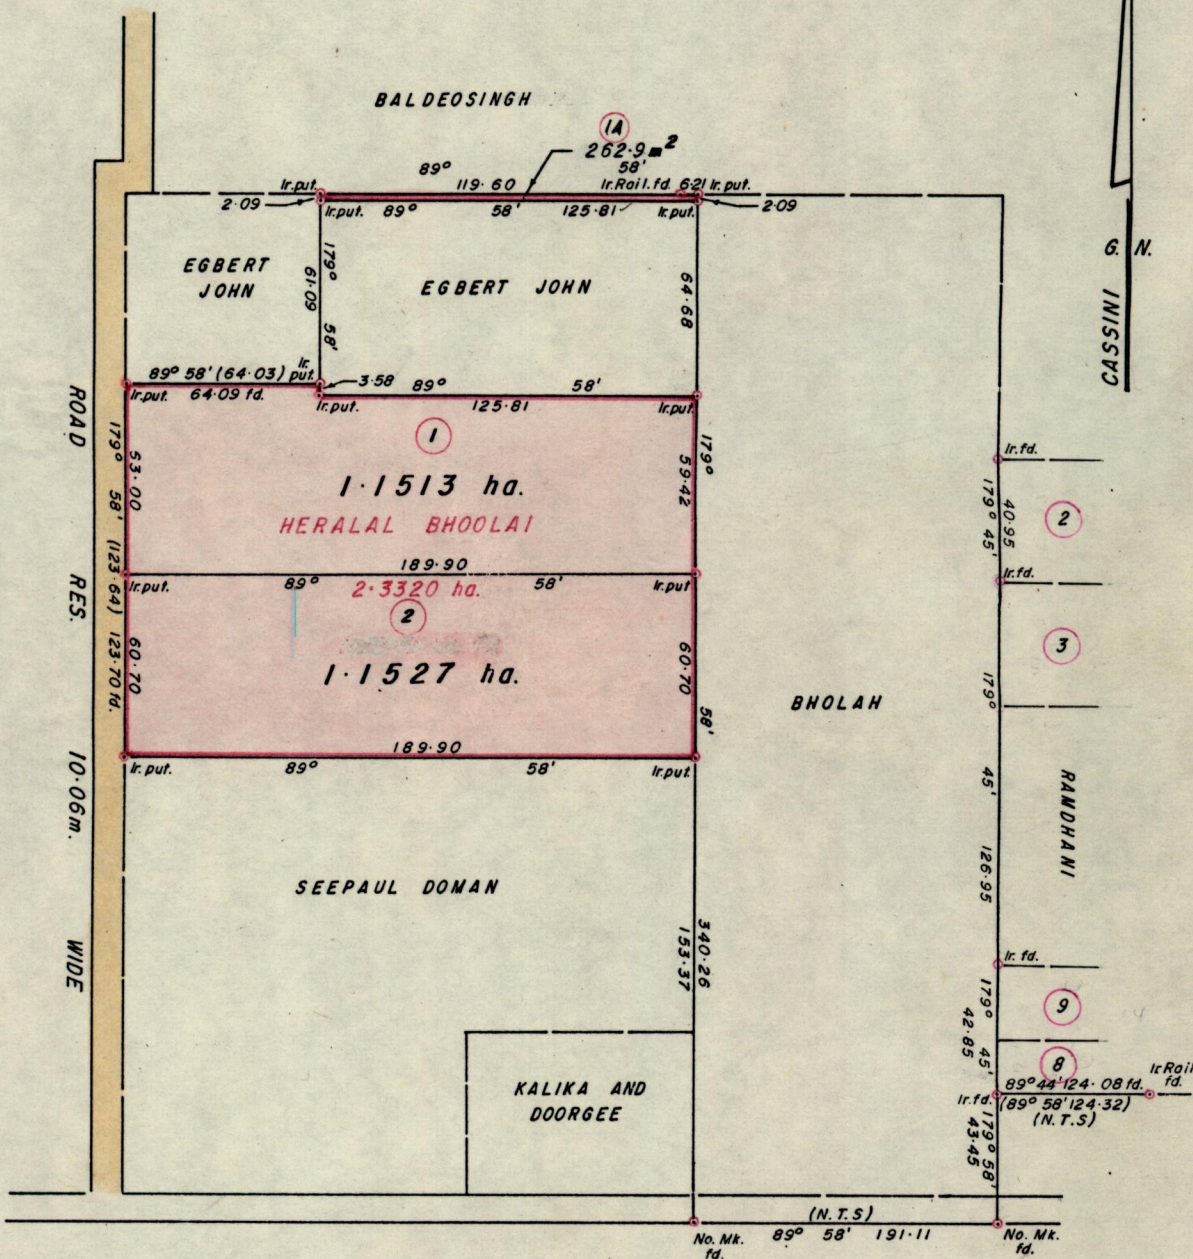 BALDEOSINGH
1A
262.9 m²
89° 58'
Ir.put. 119.60 Ir.Rail.fd. 6.21 Ir.put.
2.09 Ir.put. 89° 58' 125.81 Ir.put. 2.09
G. N.
CASSINI
EGBERT
JOHN
179° 61.09 58'
EGBERT JOHN
64.68
89° 58' (64.03) Ir.
put.
Ir.put. 64.09 fd.
3.58 89° 58'
Ir.put. 125.81 Ir.put.
1
1.1513 ha.
HERALAL BHOOLAI
179° 53.00 58' (123.64) 123.70 fd.
179° 59.42
189.90
Ir.put. 89° 58' Ir.put
2.3320 ha.
2
1.1527 ha.
60.70
60.70 58'
189.90
Ir.put. 89° 58' Ir.put.
ROAD RES. 10.06m. WIDE
BHOLAH
Ir.fd.
40.95
179° 45'
2
Ir.fd.
3
179° 45' 126.95
RAMDHANI
Ir. fd.
179° 45'
42.85
9
8
89° 44' 124.08 fd. Ir.Rail
fd.
Ir.fd. (89° 58' 124.32)
(N.T.S)
179° 58'
43.45
SEEPAUL DOMAN
340.26
153.37
KALIKA AND
DOORGEE
(N.T.S)
No. Mk.
fd.
89° 58' 191.11
No. Mk.
fd.